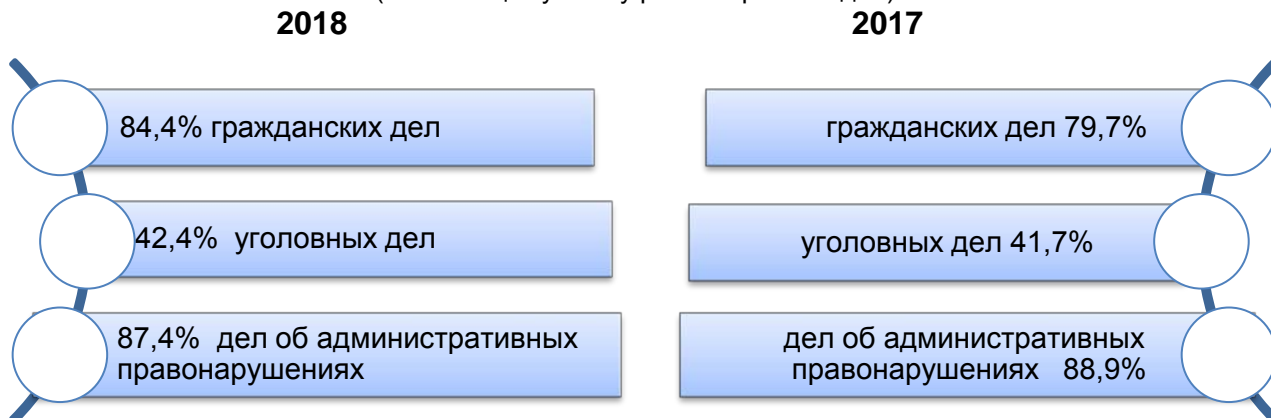 2018
84,4% гражданских дел
42,4% уголовных дел
87,4% дел об административных
правонарушениях
2017
гражданских дел 79,7%
уголовных дел 41,7%
дел об административных
правонарушениях 88,9%